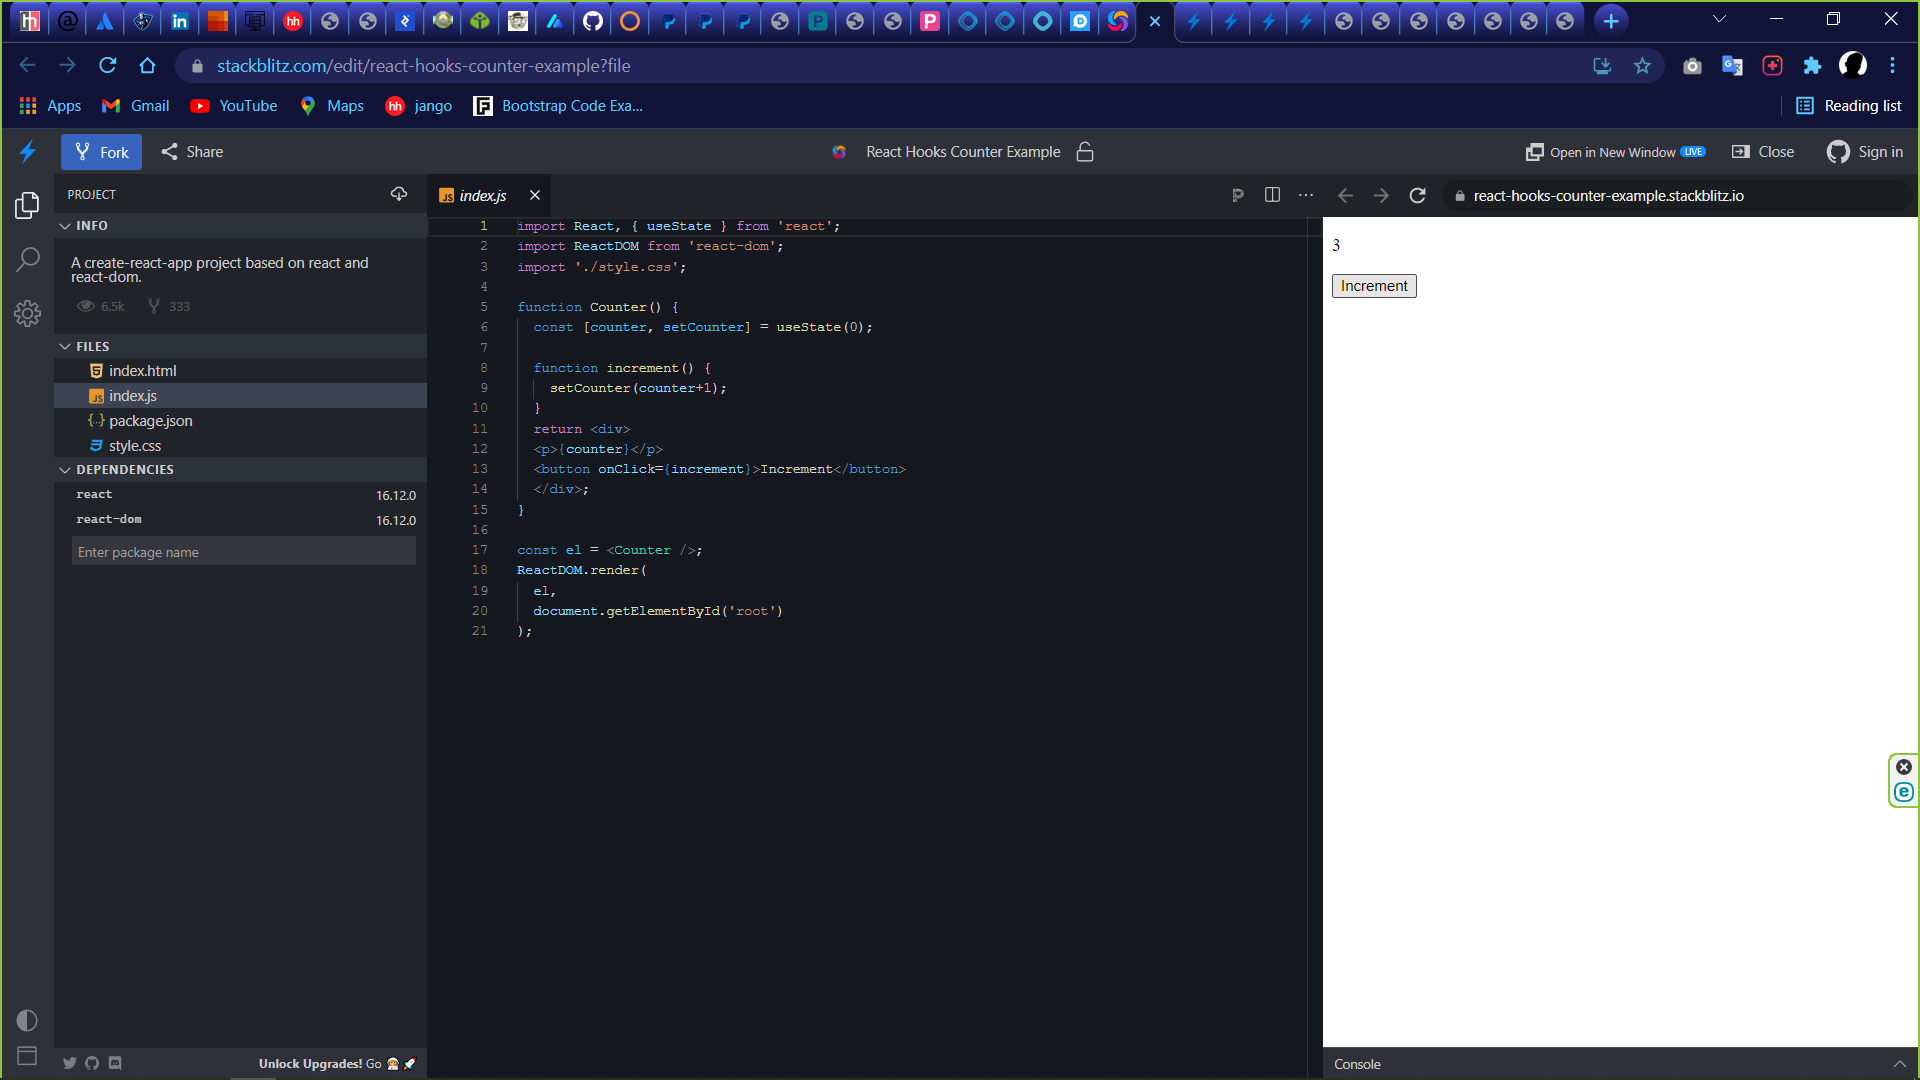 stackblitz.com/edit/react-hooks-counter-example?file
Apps
Gmail
YouTube
Maps
hh
jango
Bootstrap Code Exa...
Reading list
Fork
Share
React Hooks Counter Example
Open in New Window LIVE
Close
Sign in
PROJECT
INFO
A create-react-app project based on react and
react-dom.
6.5k
333
FILES
index.html
index.js
package.json
style.css
DEPENDENCIES
react 16.12.0
react-dom 16.12.0
Enter package name
Unlock Upgrades! Go
JS index.js
1 import React, { useState } from 'react';
2 import ReactDOM from 'react-dom';
3 import './style.css';
4
5 function Counter() {
6 const [counter, setCounter] = useState(0);
7
8 function increment() {
9 setCounter(counter+1);
10 }
11 return <div>
12 <p>{counter}</p>
13 <button onClick={increment}>Increment</button>
14 </div>;
15 }
16
17 const el = <Counter />;
18 ReactDOM.render(
19 el,
20 document.getElementById('root')
21 );
react-hooks-counter-example.stackblitz.io
3
Increment
Console